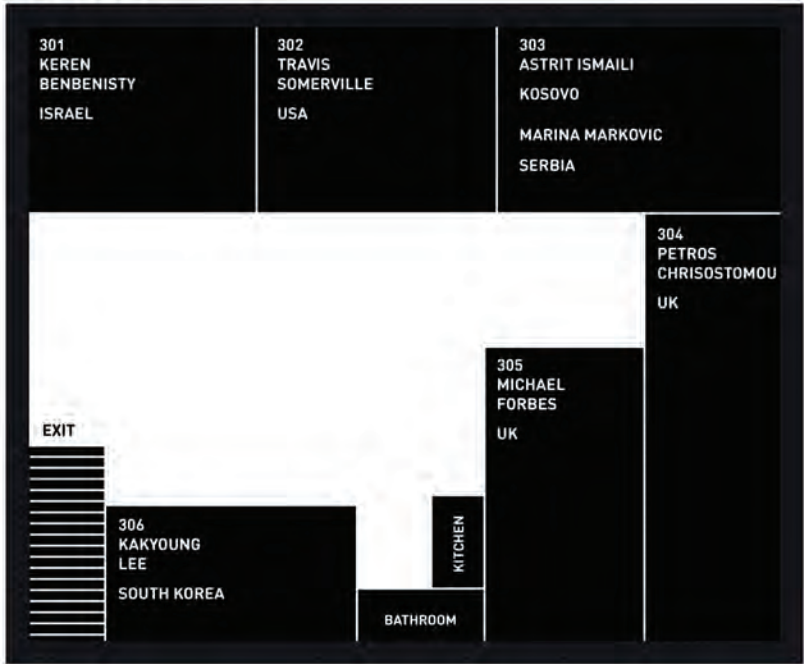 301
KEREN
BENBENISTY
ISRAEL
302
TRAVIS
SOMERVILLE
USA
303
ASTRIT ISMAILI
KOSOVO
MARINA MARKOVIC
SERBIA
304
PETROS
CHRISOSTOMOU
UK
305
MICHAEL
FORBES
UK
EXIT
306
KAKYOUNG
LEE
SOUTH KOREA
KITCHEN
BATHROOM